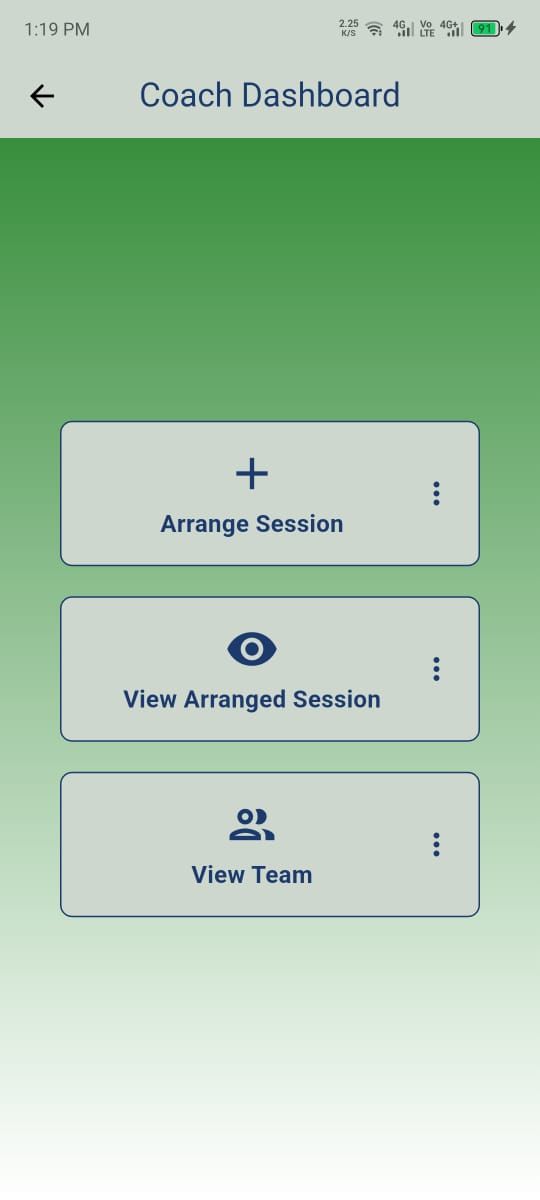 1:19 PM 2.25 K/S 4G Vo LTE 4G+ 91
Coach Dashboard
Arrange Session
View Arranged Session
View Team